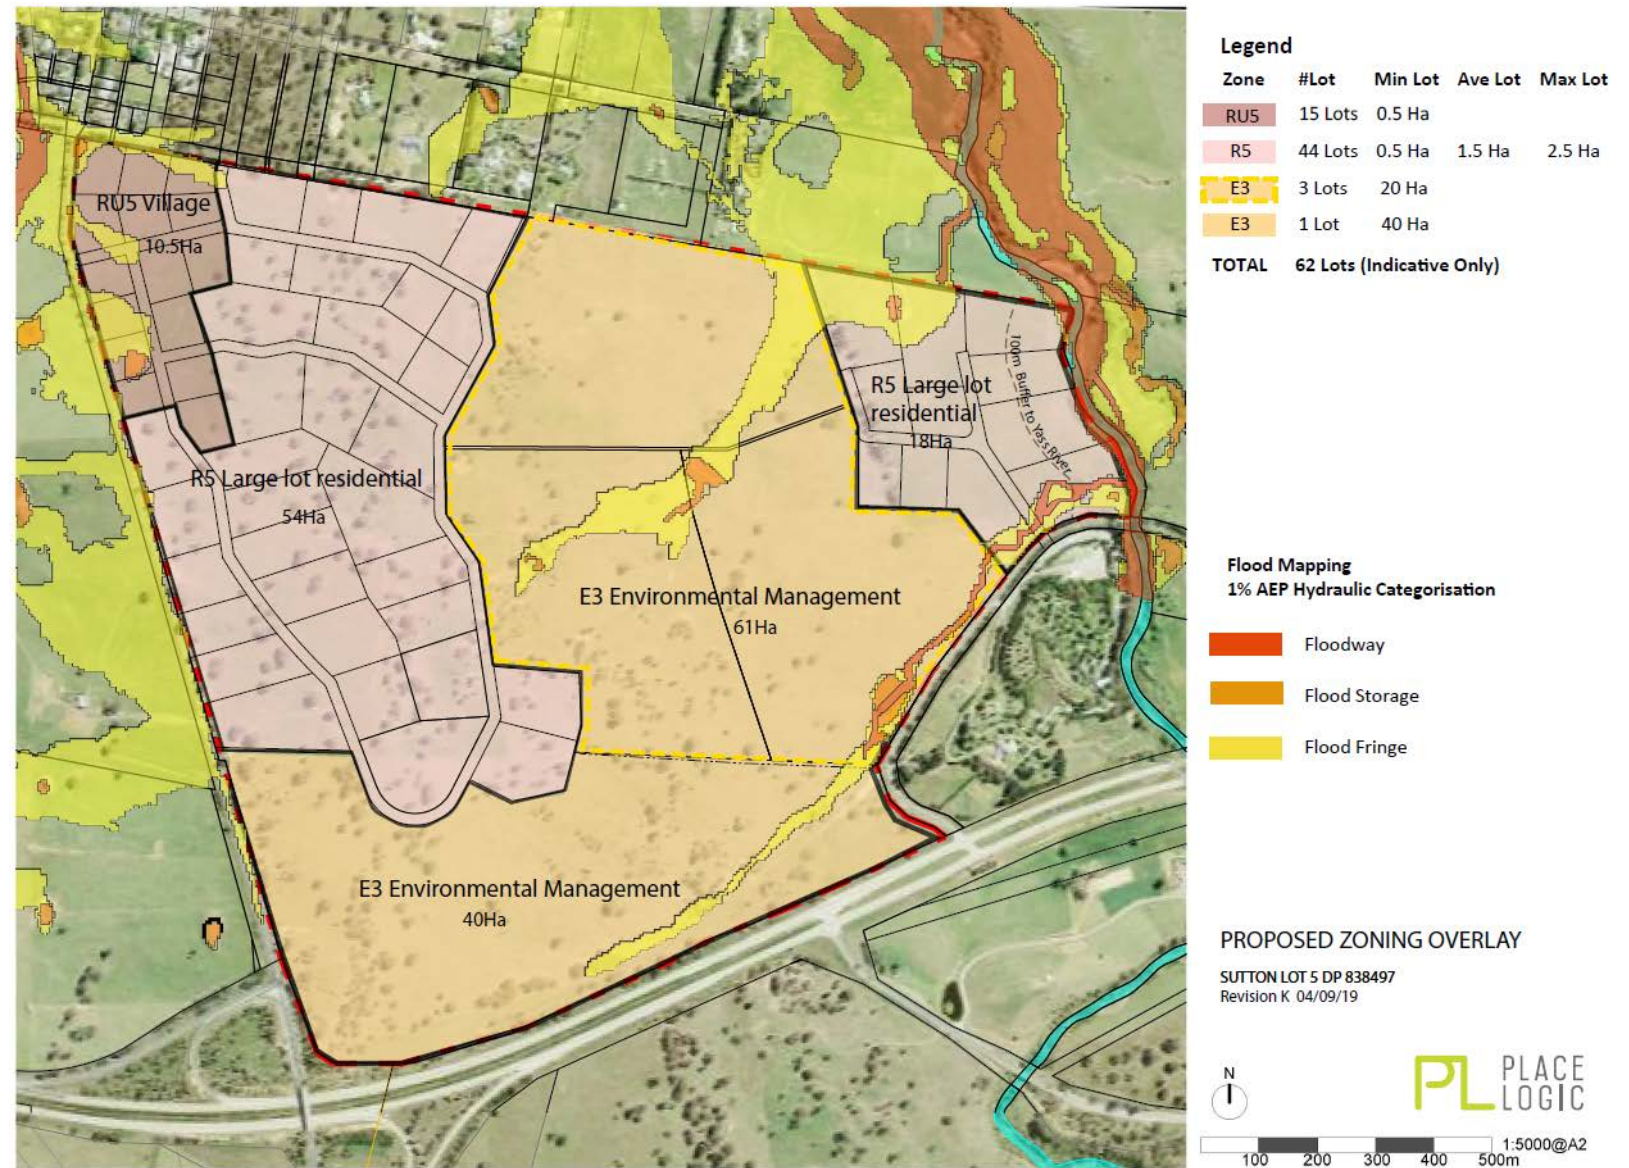 RU5 Village
10.5Ha
R5 Large lot residential
54Ha
R5 Large lot
residential
18Ha
100m Buffer to Yass River
E3 Environmental Management
61Ha
E3 Environmental Management
40Ha
Legend
Zone #Lot Min Lot Ave Lot Max Lot
RU5 15 Lots 0.5 Ha
R5 44 Lots 0.5 Ha 1.5 Ha 2.5 Ha
E3 3 Lots 20 Ha
E3 1 Lot 40 Ha
TOTAL 62 Lots (Indicative Only)
Flood Mapping
1% AEP Hydraulic Categorisation
Floodway
Flood Storage
Flood Fringe
PROPOSED ZONING OVERLAY
SUTTON LOT 5 DP 838497
Revision K 04/09/19
N
PL PLACE
LOGIC
1:5000@A2
100 200 300 400 500m